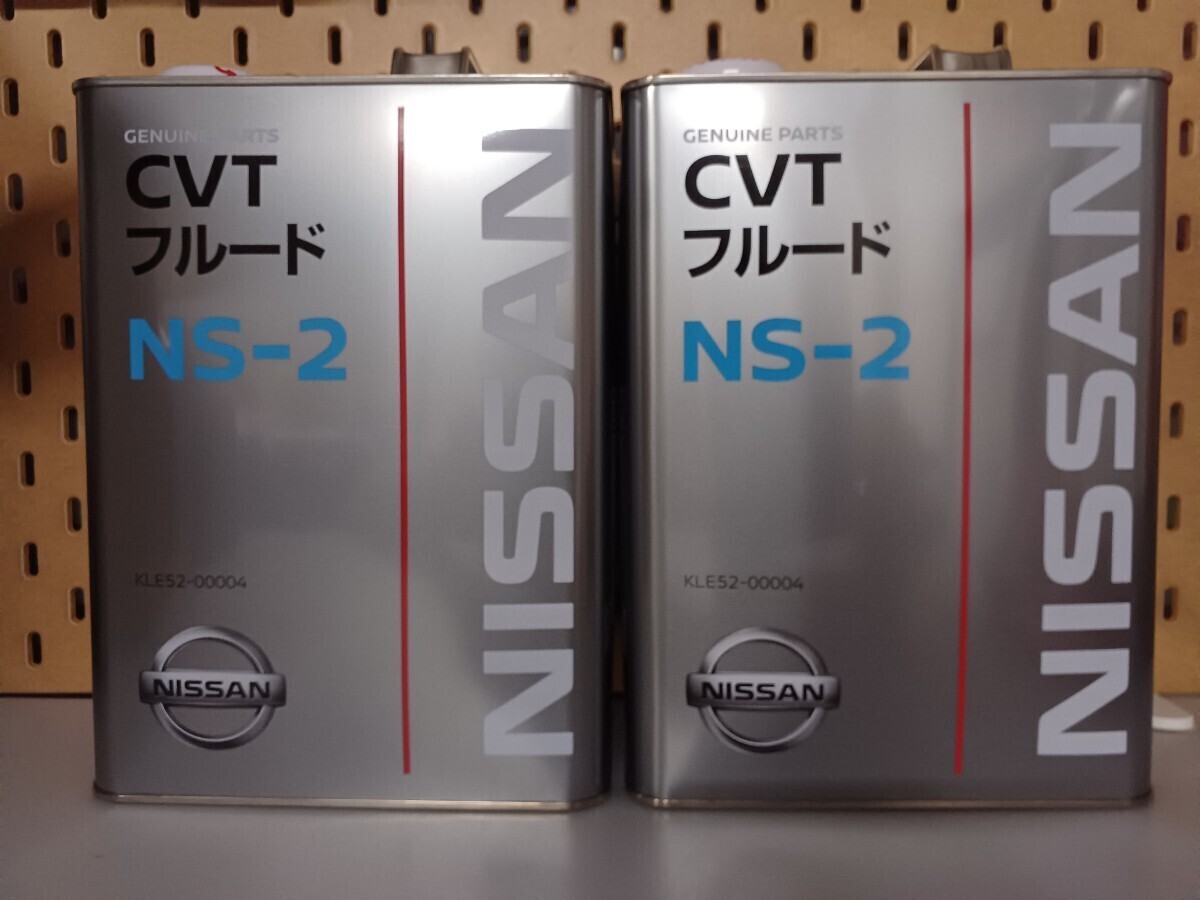 GENUINE PARTS
CVT
フルード
NS-2
KLE52-00004
NISSAN
NISSAN
GENUINE PARTS
CVT
フルード
NS-2
KLE52-00004
NISSAN
NISSAN